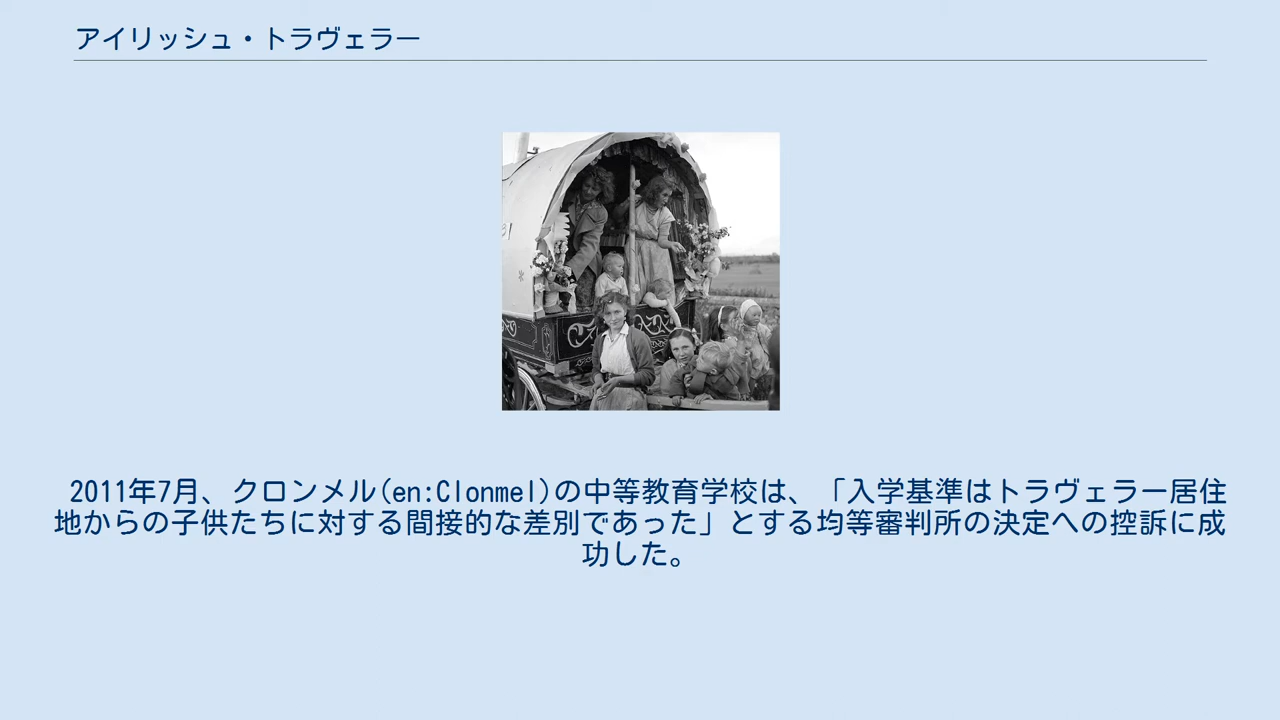 アイリッシュ・トラヴェラー
2011年7月、クロンメル(en:Clonmel)の中等教育学校は、「入学基準はトラヴェラー居住
地からの子供たちに対する間接的な差別であった」とする均等審判所の決定への控訴に成
功した。